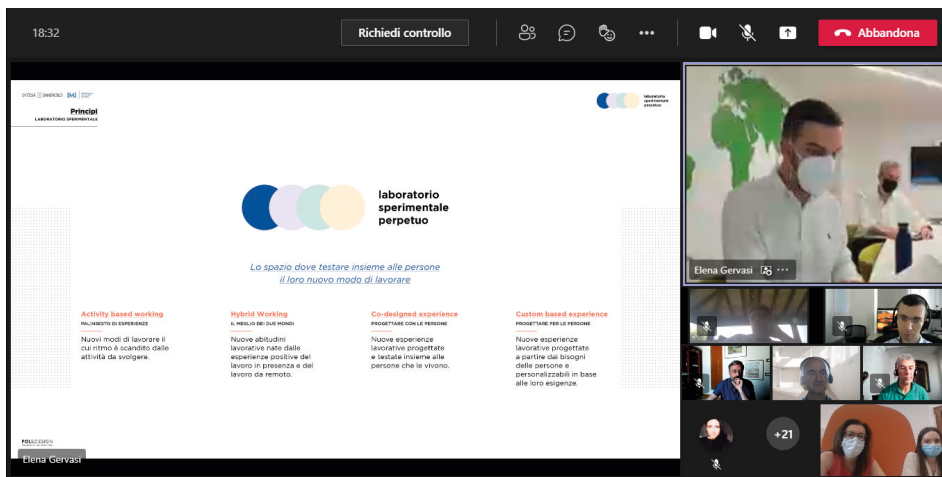 18:32
Richiedi controllo
Abbandona
INTESA SANPAOLO IMI
Principi
LABORATORIO SPERIMENTALE
laboratorio
sperimentale
perpetuo
laboratorio
sperimentale
perpetuo
Lo spazio dove testare insieme alle persone
il loro nuovo modo di lavorare
Activity based working
PALINSESTO DI ESPERIENZE
Nuovi modi di lavorare il
cui ritmo è scandito dalle
attività da svolgere.
Hybrid Working
IL MEGLIO DEI DUE MONDI
Nuove abitudini
lavorative nate dalle
esperienze positive del
lavoro in presenza e del
lavoro da remoto.
Co-designed experience
PROGETTARE CON LE PERSONE
Nuove esperienze
lavorative progettate
e testate insieme alle
persone che le vivono.
Custom based experience
PROGETTARE PER LE PERSONE
Nuove esperienze
lavorative progettate
a partire dai bisogni
delle persone e
personalizzabili in base
alle loro esigenze.
POLI.DESIGN
Elena Gervasi
Elena Gervasi
+21